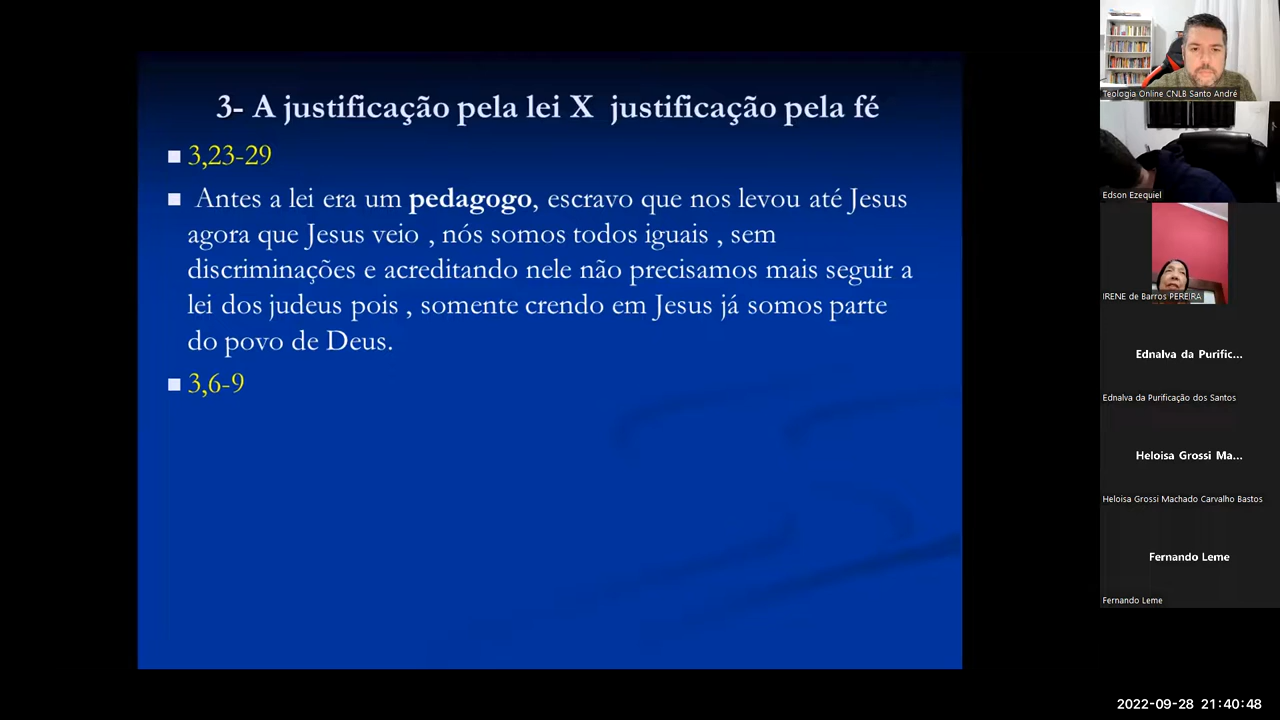 3- A justificação pela lei X justificação pela fé
3,23-29
Antes a lei era um pedagogo, escravo que nos levou até Jesus
agora que Jesus veio , nós somos todos iguais , sem
discriminações e acreditando nele não precisamos mais seguir a
lei dos judeus pois , somente crendo em Jesus já somos parte
do povo de Deus.
3,6-9
Teologia Online CNLB Santo André
Edson Ezequiel
IRENE de Barros PEREIRA
Ednalva da Purific...
Ednalva da Purificação dos Santos
Heloisa Grossi Ma...
Heloisa Grossi Machado Carvalho Bastos
Fernando Leme
Fernando Leme
2022-09-28 21:40:48